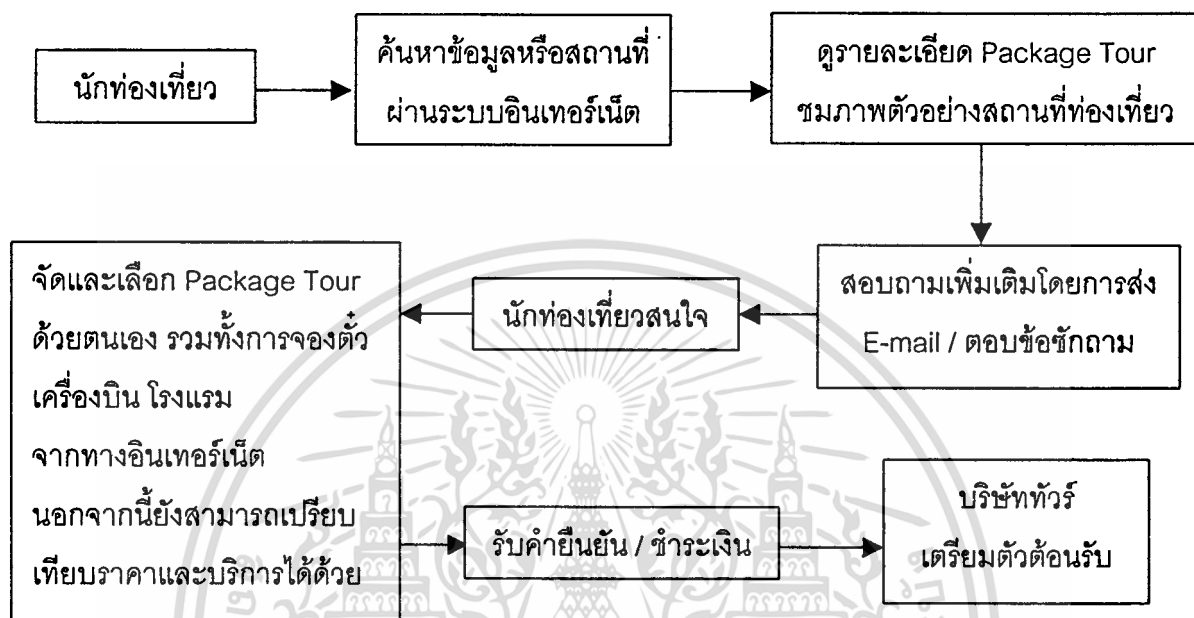 นักท่องเที่ยว
ค้นหาข้อมูลหรือสถานที่
ผ่านระบบอินเทอร์เน็ต
ดูรายละเอียด Package Tour
ชมภาพตัวอย่างสถานที่ท่องเที่ยว
สอบถามเพิ่มเติมโดยการส่ง
E-mail / ตอบข้อซักถาม
นักท่องเที่ยวสนใจ
จัดและเลือก Package Tour
ด้วยตนเอง รวมทั้งการจองตั๋ว
เครื่องบิน โรงแรม
จากทางอินเทอร์เน็ต
นอกจากนี้ยังสามารถเปรียบ
เทียบราคาและบริการได้ด้วย
รับคำยืนยัน / ชำระเงิน
บริษัททัวร์
เตรียมตัวต้อนรับ